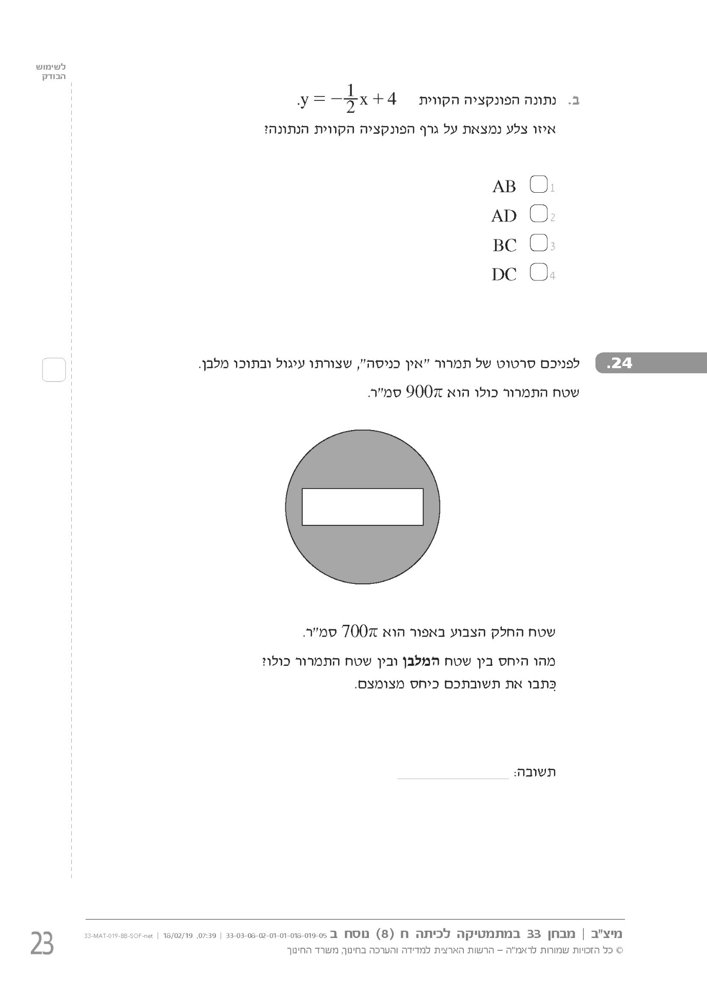 לשימוש
הבודק
ב. נתונה הפונקציה הקווית y = −1/2x + 4.
איזו צלע נמצאת על גרף הפונקציה הקווית הנתונה?
1 AB
2 AD
3 BC
4 DC
24. לפניכם סרטוט של תמרור "אין כניסה", שצורתו עיגול ובתוכו מלבן.
שטח התמרור כולו הוא 900π סמ"ר.
שטח החלק הצבוע באפור הוא 700π סמ"ר.
מהו היחס בין שטח המלבן ובין שטח התמרור כולו?
כִּתבו את תשובתכם כיחס מצומצם.
תשובה:
מיצ"ב | מבחן 33 במתמטיקה לכיתה ח (8) נוסח ב 33-03-08-02-01-01-018-019-05 | 07:39, 18/02/19 | 33-MAT-019-8B-SOF-net
© כל הזכויות שמורות לראמ"ה – הרשות הארצית למדידה והערכה בחינוך, משרד החינוך
23